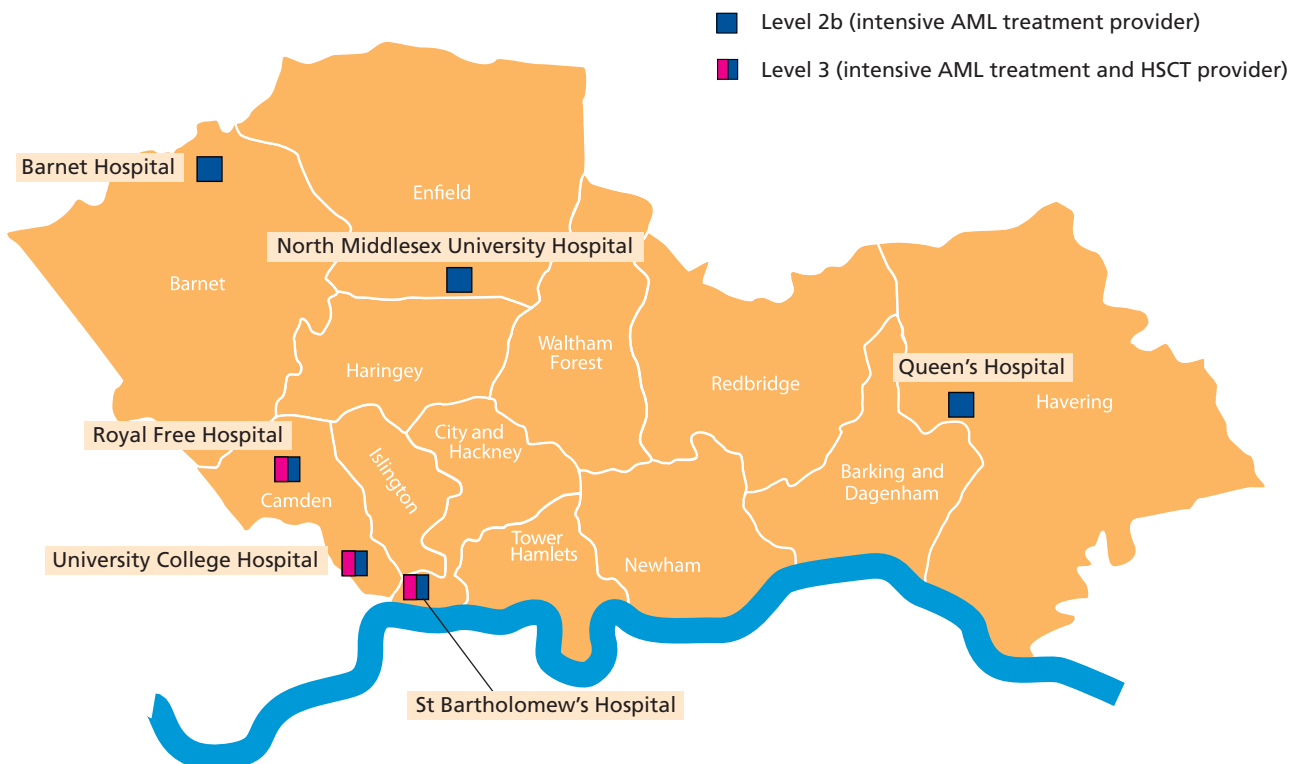 Level 2b (intensive AML treatment provider)
Level 3 (intensive AML treatment and HSCT provider)
Barnet Hospital
Enfield
North Middlesex University Hospital
Barnet
Waltham
Forest
Haringey
Redbridge
Queen’s Hospital
Havering
Royal Free Hospital
City and
Hackney
Islington
Barking and
Dagenham
Camden
Tower
Hamlets
University College Hospital
Newham
St Bartholomew's Hospital